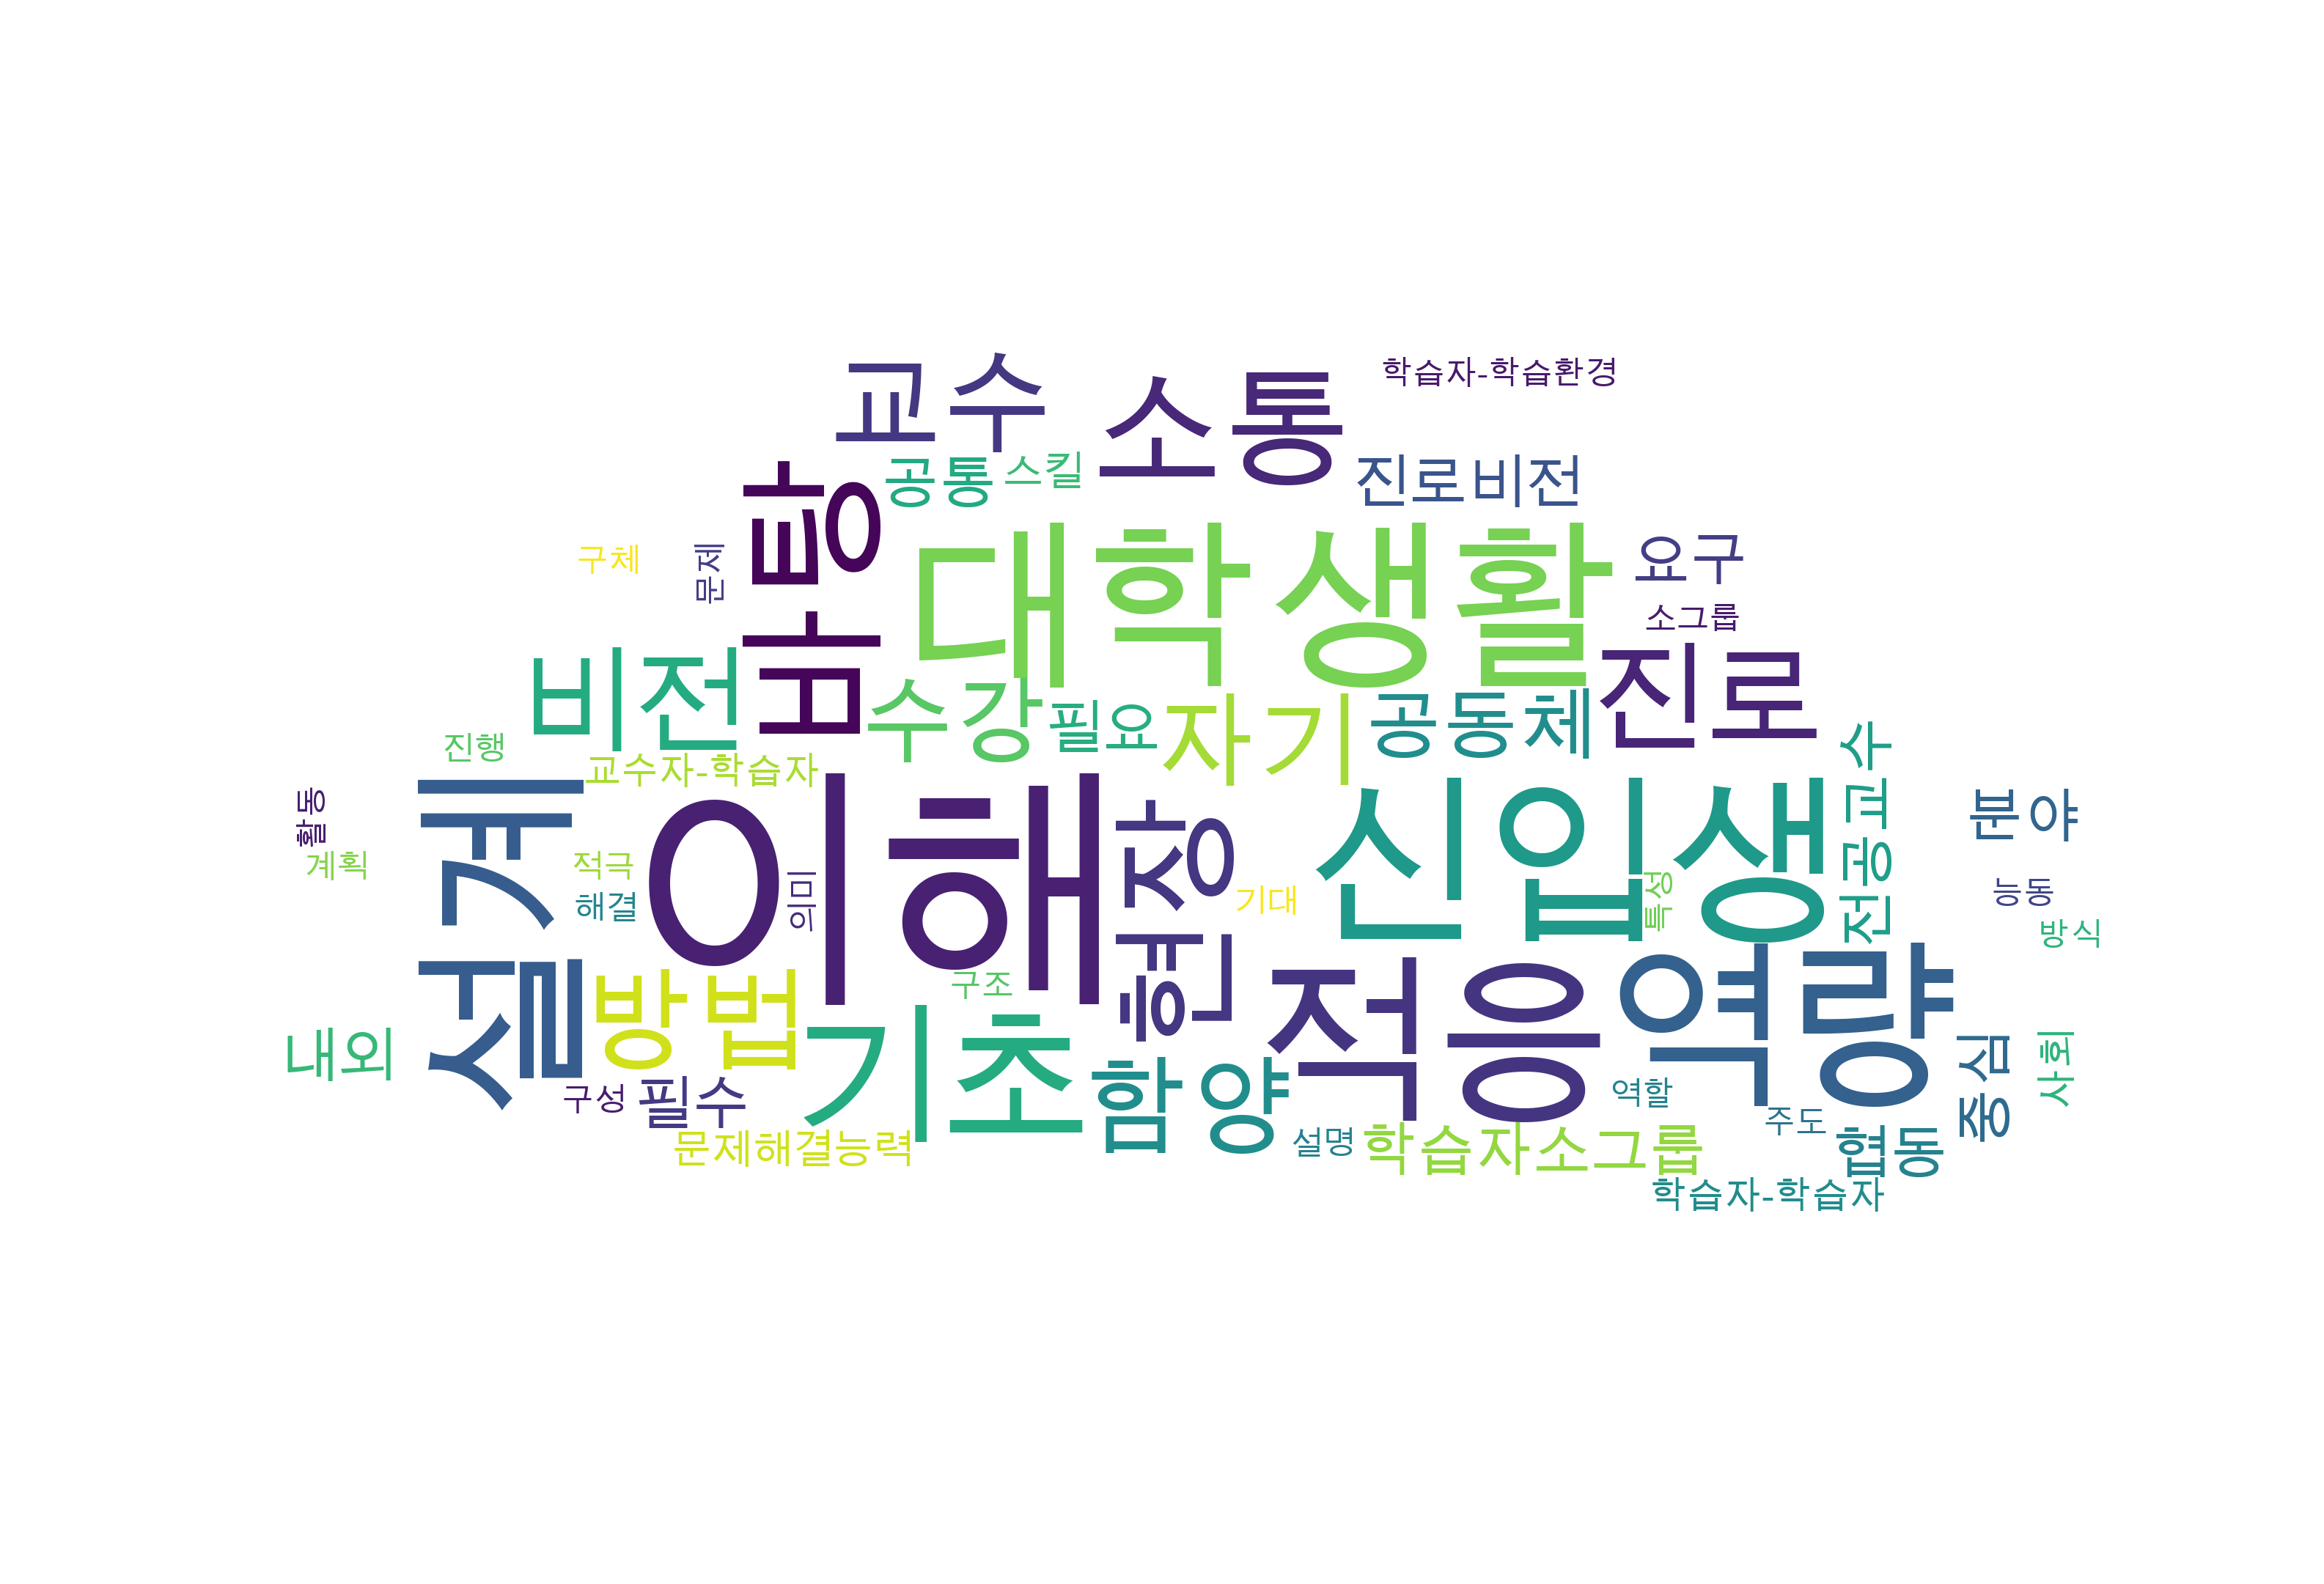 교수
소통
학습자-학습환경
공통
스킬
진로비전
구체
문제
바탕
대학생활
요구
소그룹
비전
수강
필요
자기
공동체
진로
진행
교수자-학습자
전공교수
활동
계획
설계
적극
해결
이해
의미
현장
기대
신입생
특성
분야
능동
방식
내외
방법
구조
적응
역량
구성
필수
기초
함양
역할
주도
중심
사회
문제해결능력
설명
학습자소그룹
협동
학습자-학습자